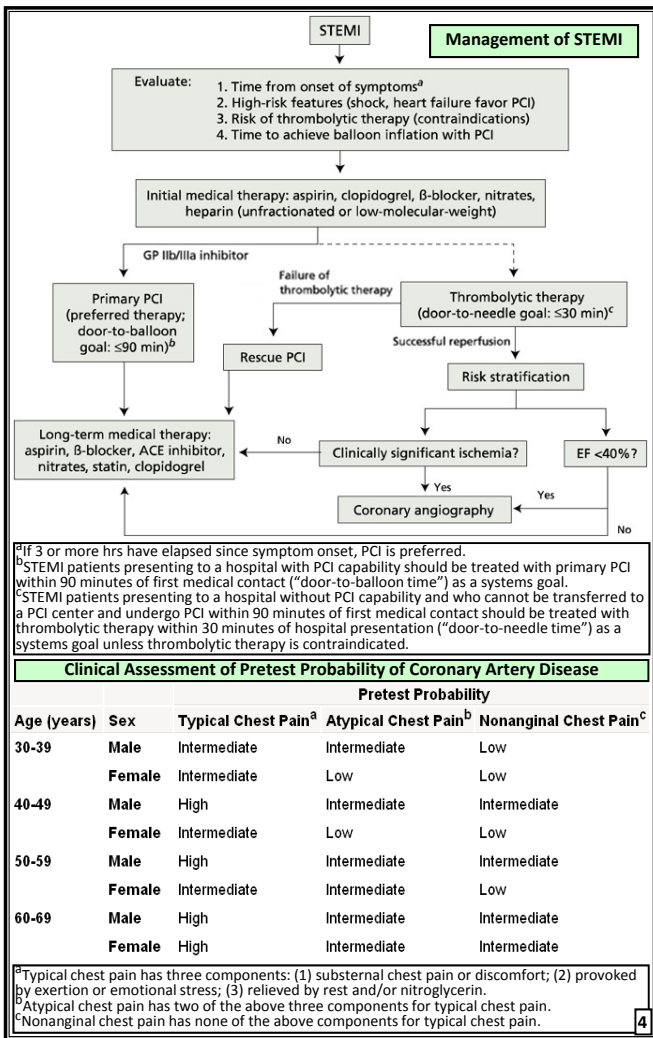 STEMI
Management of STEMI
Evaluate:
1. Time from onset of symptomsᵃ
2. High-risk features (shock, heart failure favor PCI)
3. Risk of thrombolytic therapy (contraindications)
4. Time to achieve balloon inflation with PCI
Initial medical therapy: aspirin, clopidogrel, ß-blocker, nitrates,
heparin (unfractionated or low-molecular-weight)
GP IIb/IIIa inhibitor
Primary PCI
(preferred therapy;
door-to-balloon
goal: ≤90 min)ᵇ
Failure of
thrombolytic therapy
Thrombolytic therapy
(door-to-needle goal: ≤30 min)ᶜ
Rescue PCI
Successful reperfusion
Risk stratification
Long-term medical therapy:
aspirin, ß-blocker, ACE inhibitor,
nitrates, statin, clopidogrel
No
Clinically significant ischemia?
EF <40%?
Yes
Coronary angiography
Yes
No
ᵃIf 3 or more hrs have elapsed since symptom onset, PCI is preferred.
ᵇSTEMI patients presenting to a hospital with PCI capability should be treated with primary PCI
within 90 minutes of first medical contact (“door-to-balloon time”) as a systems goal.
ᶜSTEMI patients presenting to a hospital without PCI capability and who cannot be transferred to
a PCI center and undergo PCI within 90 minutes of first medical contact should be treated with
thrombolytic therapy within 30 minutes of hospital presentation (“door-to-needle time”) as a
systems goal unless thrombolytic therapy is contraindicated.
Clinical Assessment of Pretest Probability of Coronary Artery Disease
Pretest Probability
Age (years) Sex Typical Chest Painᵃ Atypical Chest Painᵇ Nonanginal Chest Painᶜ
30-39 Male Intermediate Intermediate Low
Female Intermediate Low Low
40-49 Male High Intermediate Intermediate
Female Intermediate Low Low
50-59 Male High Intermediate Intermediate
Female Intermediate Intermediate Low
60-69 Male High Intermediate Intermediate
Female High Intermediate Intermediate
ᵃTypical chest pain has three components: (1) substernal chest pain or discomfort; (2) provoked
by exertion or emotional stress; (3) relieved by rest and/or nitroglycerin.
ᵇAtypical chest pain has two of the above three components for typical chest pain.
ᶜNonanginal chest pain has none of the above components for typical chest pain.
4